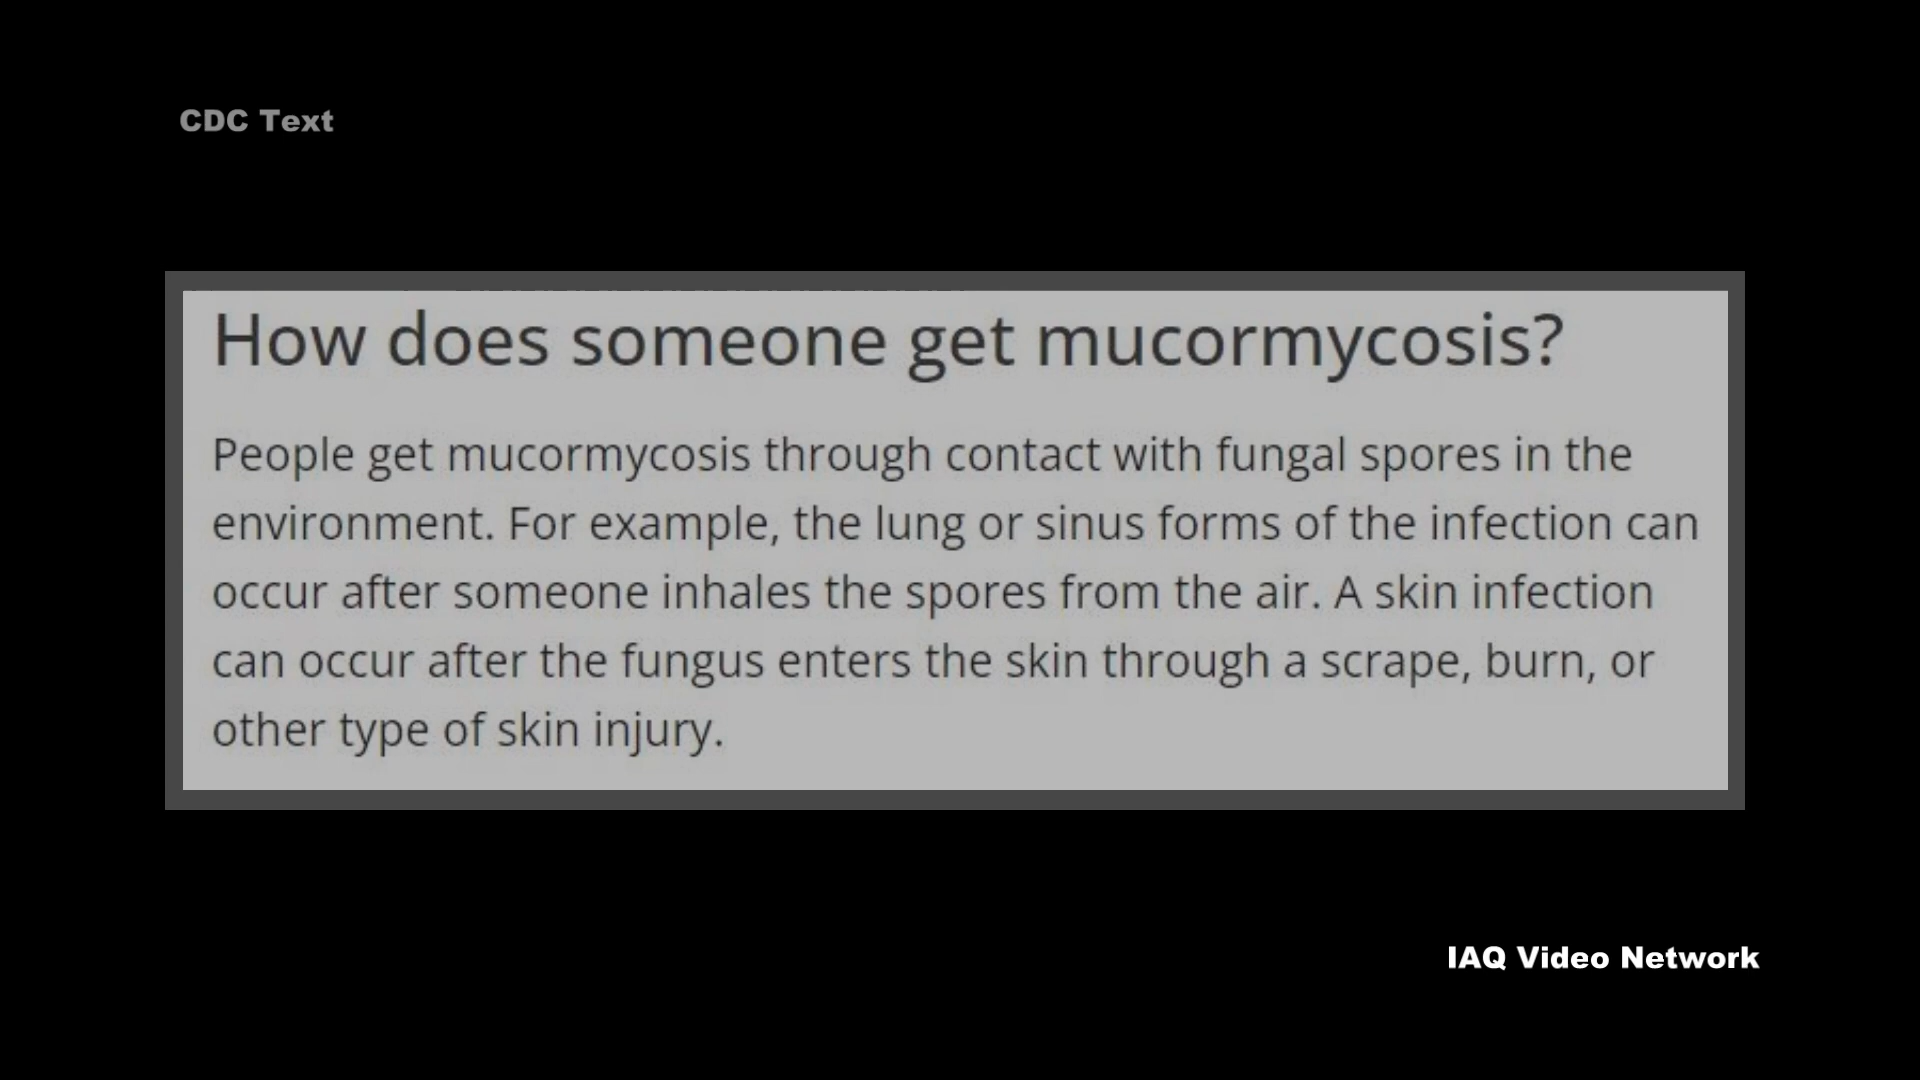 CDC Text
How does someone get mucormycosis?
People get mucormycosis through contact with fungal spores in the
environment. For example, the lung or sinus forms of the infection can
occur after someone inhales the spores from the air. A skin infection
can occur after the fungus enters the skin through a scrape, burn, or
other type of skin injury.
IAQ Video Network